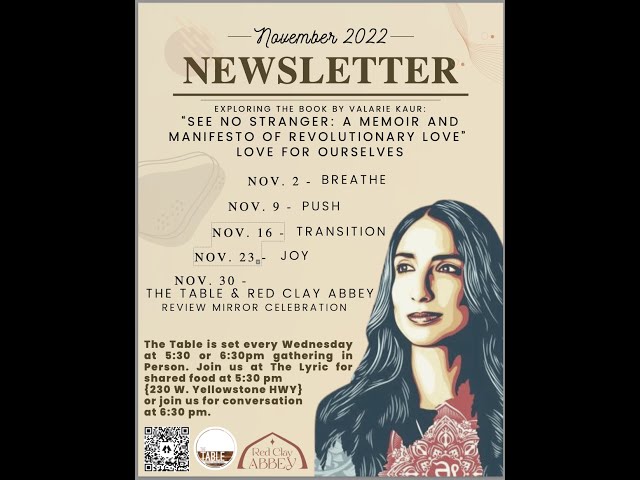 November 2022
NEWSLETTER
EXPLORING THE BOOK BY VALARIE KAUR:
"SEE NO STRANGER: A MEMOIR AND
MANIFESTO OF REVOLUTIONARY LOVE"
LOVE FOR OURSELVES
NOV. 2 - BREATHE
NOV. 9 - PUSH
NOV. 16 - TRANSITION
NOV. 23 - JOY
NOV. 30 -
THE TABLE & RED CLAY ABBEY
REVIEW MIRROR CELEBRATION
The Table is set every Wednesday
at 5:30 or 6:30pm gathering in
Person. Join us at The Lyric for
shared food at 5:30 pm
{230 W. Yellowstone HWY}
or join us for conversation
at 6:30 pm.
TABLE
Red Clay
ABBEY